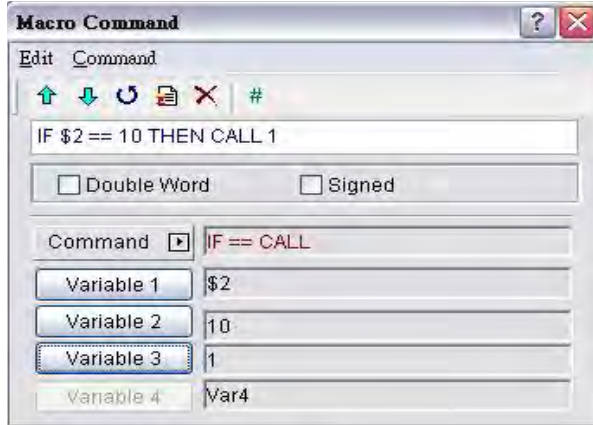 Macro Command
Edit Command
#
IF $2 == 10 THEN CALL 1
Double Word Signed
Command IF == CALL
Variable 1 $2
Variable 2 10
Variable 3 1
Variable 4 Var4